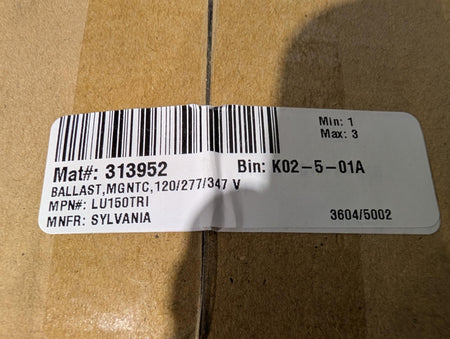 Min: 1
Max: 3
Mat#: 313952 Bin: K02-5-01A
BALLAST,MGNTC,120/277/347 V
MPN#: LU150TRI
MNFR: SYLVANIA 3604/5002